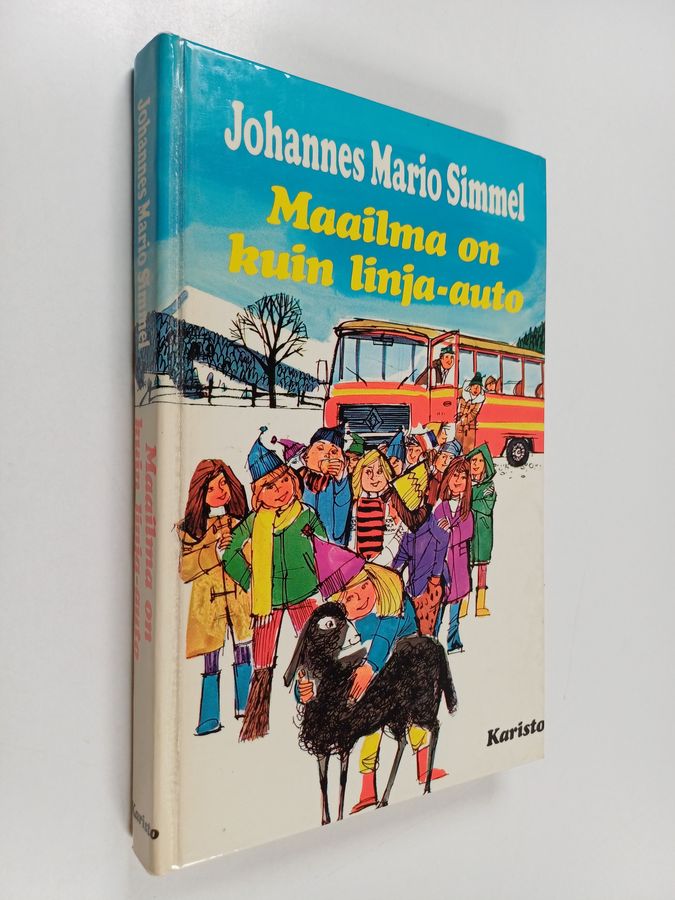 Johannes Mario Simmel
Maailma on
kuin linja-auto
Karisto
Johannes Mario Simmel
Maailma on
kuin linja-auto
Karisto